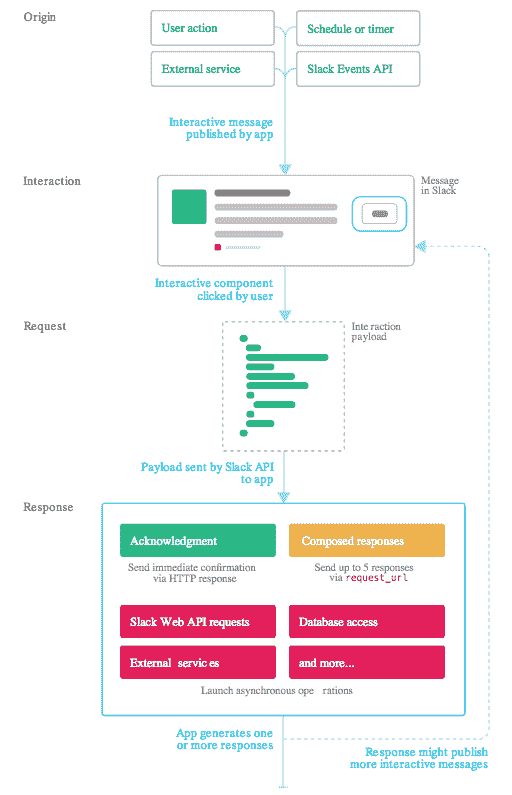 Origin
User action
Schedule or timer
External service
Slack Events API
Interactive message
published by app
Interaction
Message
in Slack
Interactive component
clicked by user
Request
Interaction
payload
Payload sent by Slack API
to app
Response
Acknowledgment
Composed responses
Send immediate confirmation
via HTTP response
Send up to 5 responses
via request_url
Slack Web API requests
Database access
External services
and more...
Launch asynchronous ope rations
App generates one
or more responses
Response might publish
more interactive messages